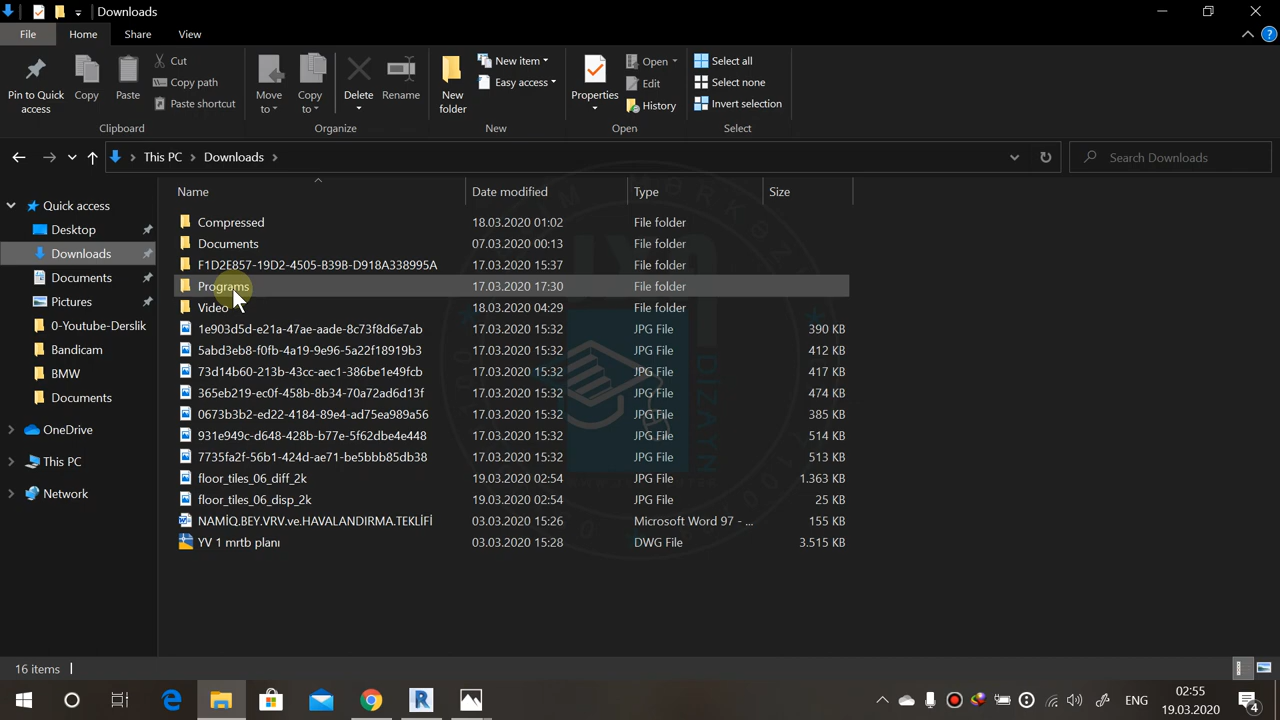 Downloads
File Home Share View
Pin to Quick access
Copy
Paste
Cut
Copy path
Paste shortcut
Clipboard
Move to
Copy to
Delete
Rename
Organize
New folder
New item
Easy access
New
Properties
Open
Edit
History
Open
Select all
Select none
Invert selection
Select
This PC > Downloads >
Search Downloads
Quick access
Desktop
Downloads
Documents
Pictures
0-Youtube-Derslik
Bandicam
BMW
Documents
OneDrive
This PC
Network
Name Date modified Type Size
Compressed 18.03.2020 01:02 File folder
Documents 07.03.2020 00:13 File folder
F1D2E857-19D2-4505-B39B-D918A338995A 17.03.2020 15:37 File folder
Programs 17.03.2020 17:30 File folder
Video 18.03.2020 04:29 File folder
1e903d5d-e21a-47ae-aade-8c73f8d6e7ab 17.03.2020 15:32 JPG File 390 KB
5abd3eb8-f0fb-4a19-9e96-5a22f18919b3 17.03.2020 15:32 JPG File 412 KB
73d14b60-213b-43cc-aec1-386be1e49fcb 17.03.2020 15:32 JPG File 417 KB
365eb219-ec0f-458b-8b34-70a72ad6d13f 17.03.2020 15:32 JPG File 474 KB
0673b3b2-ed22-4184-89e4-ad75ea989a56 17.03.2020 15:32 JPG File 385 KB
931e949c-d648-428b-b77e-5f62dbe4e448 17.03.2020 15:32 JPG File 514 KB
7735fa2f-56b1-424d-ae71-be5bbb85db38 17.03.2020 15:32 JPG File 513 KB
floor_tiles_06_diff_2k 19.03.2020 02:54 JPG File 1.363 KB
floor_tiles_06_disp_2k 19.03.2020 02:54 JPG File 25 KB
NAMİQ.BEY.VRV.ve.HAVALANDIRMA.TEKLİFİ 03.03.2020 15:26 Microsoft Word 97 - ... 155 KB
YV 1 mrtb planı 03.03.2020 15:28 DWG File 3.515 KB
DIZAYN
16 items
ENG
02:55
19.03.2020
4